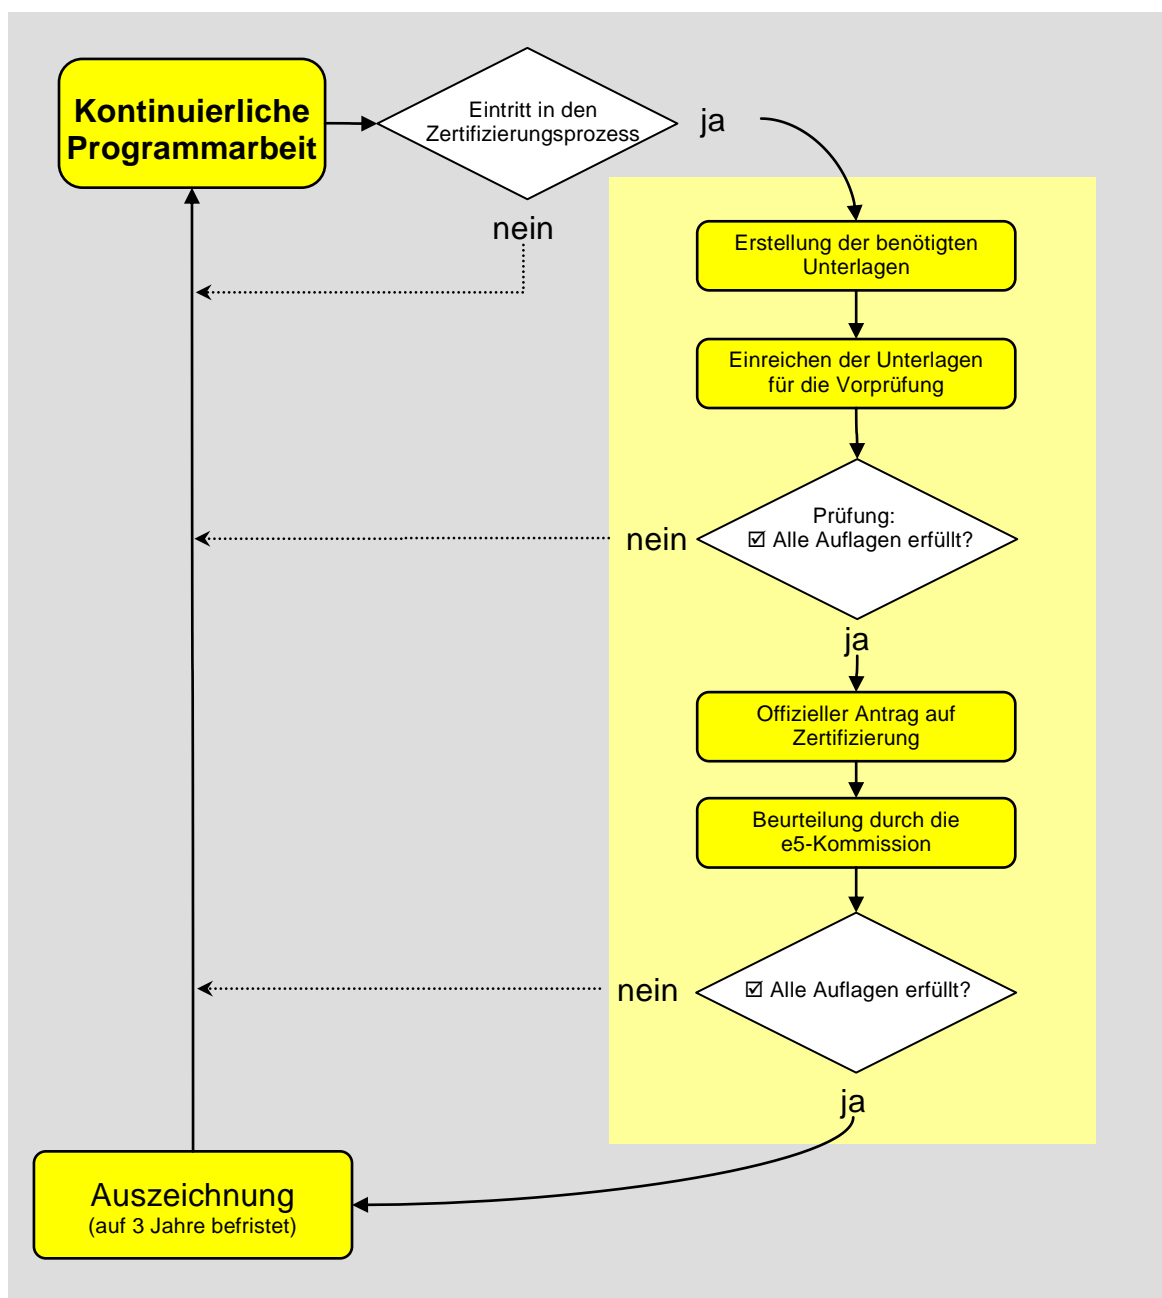 Kontinuierliche
Programmarbeit
Eintritt in den
Zertifizierungsprozess
ja
nein
Erstellung der benötigten
Unterlagen
Einreichen der Unterlagen
für die Vorprüfung
Prüfung:
☑ Alle Auflagen erfüllt?
nein
ja
Offizieller Antrag auf
Zertifizierung
Beurteilung durch die
e5-Kommission
☑ Alle Auflagen erfüllt?
nein
ja
Auszeichnung
(auf 3 Jahre befristet)